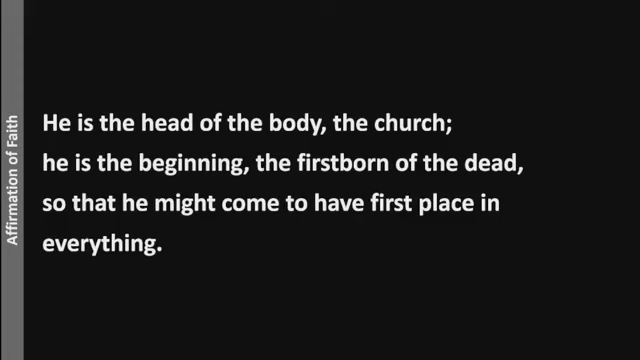 Affirmation of Faith
He is the head of the body, the church;
he is the beginning, the firstborn of the dead,
so that he might come to have first place in
everything.